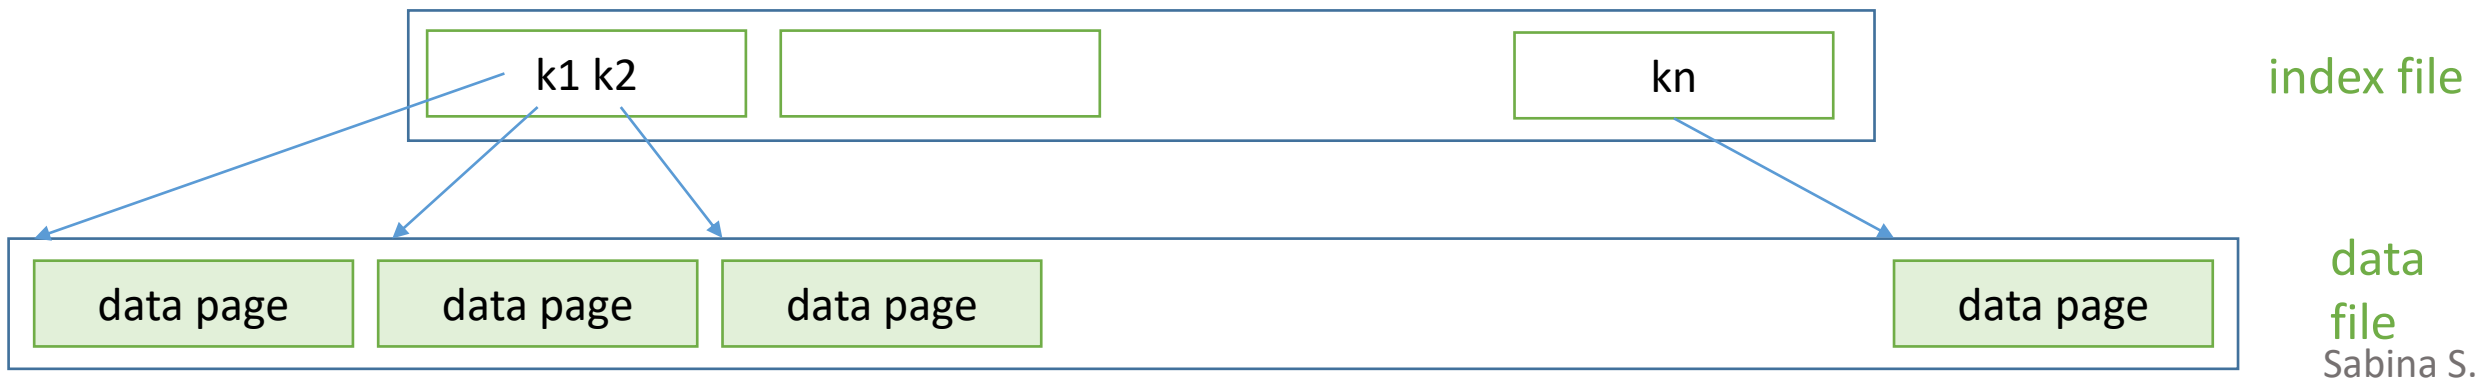 k1 k2
kn
index file
data page
data page
data page
data page
data
file
Sabina S.